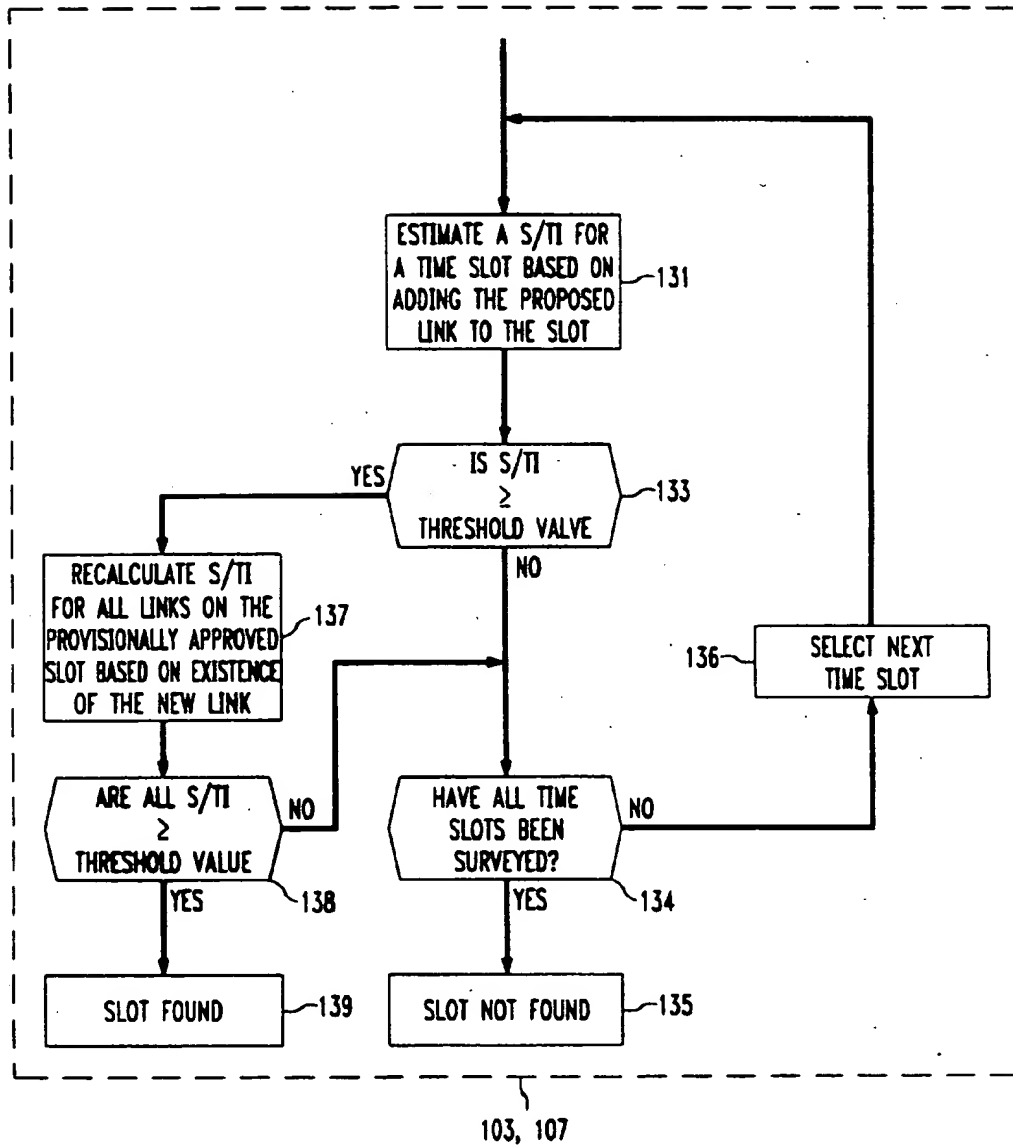 ESTIMATE A S/TI FOR
A TIME SLOT BASED ON
ADDING THE PROPOSED
LINK TO THE SLOT
131
IS S/TI
≥
THRESHOLD VALVE
133
YES
NO
RECALCULATE S/TI
FOR ALL LINKS ON THE
PROVISIONALLY APPROVED
SLOT BASED ON EXISTENCE
OF THE NEW LINK
137
136
SELECT NEXT
TIME SLOT
ARE ALL S/TI
≥
THRESHOLD VALUE
138
NO
YES
HAVE ALL TIME
SLOTS BEEN
SURVEYED?
134
NO
YES
SLOT FOUND
139
SLOT NOT FOUND
135
103, 107